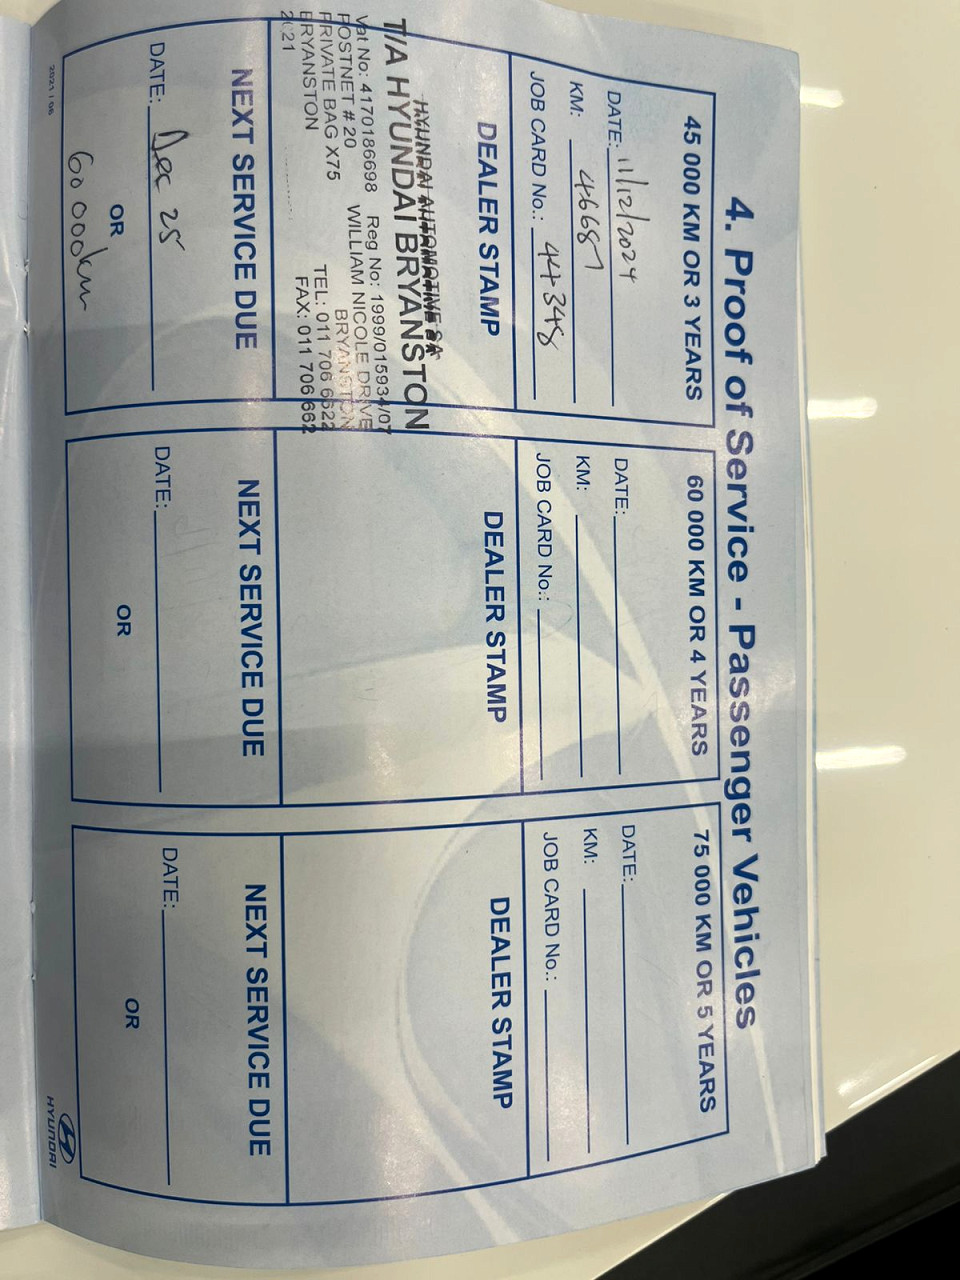 4. Proof of Service - Passenger Vehicles
45 000 KM OR 3 YEARS
DATE: 11/12/2024
KM: 46687
JOB CARD No.: 44348
DEALER STAMP
HYUNDAI AUTOMOTIVE SA
T/A HYUNDAI BRYANSTON
Vat No: 4170186698 Reg No: 1999/015934/07
POSTNET # 20 WILLIAM NICOLE DRIVE
PRIVATE BAG X75 BRYANSTON
BRYANSTON TEL: 011 706 6622
2021 FAX: 011 706 662
NEXT SERVICE DUE
DATE: Dec 25
OR
60 000km
60 000 KM OR 4 YEARS
DATE:
KM:
JOB CARD No.:
DEALER STAMP
NEXT SERVICE DUE
DATE:
OR
75 000 KM OR 5 YEARS
DATE:
KM:
JOB CARD No.:
DEALER STAMP
NEXT SERVICE DUE
DATE:
OR
2021 / 06
HYUNDAI